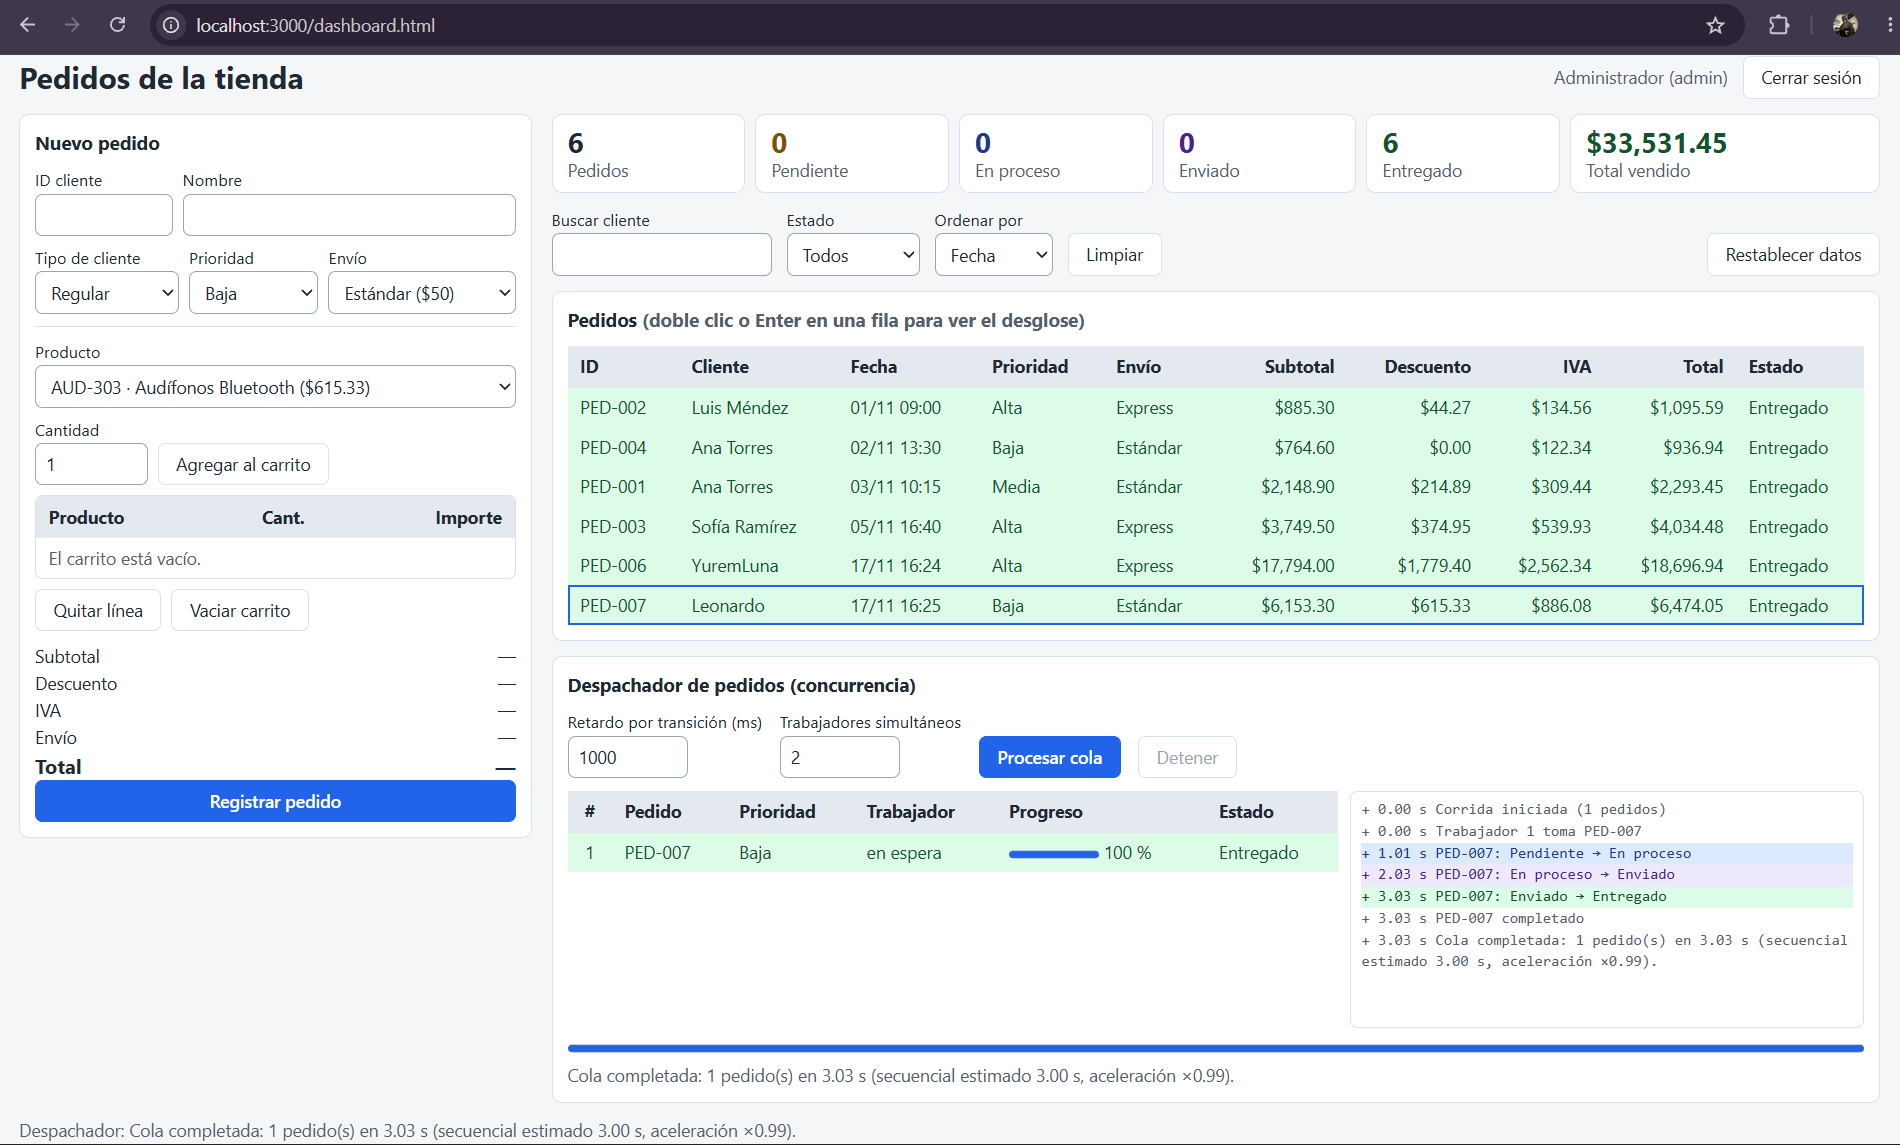 localhost:3000/dashboard.html
Pedidos de la tienda
Administrador (admin)
Cerrar sesión
Nuevo pedido
ID cliente Nombre
Tipo de cliente Prioridad Envío
Regular Baja Estándar ($50)
Producto
AUD-303 · Audífonos Bluetooth ($615.33)
Cantidad
1 Agregar al carrito
Producto Cant. Importe
El carrito está vacío.
Quitar línea Vaciar carrito
Subtotal —
Descuento —
IVA —
Envío —
Total —
Registrar pedido
6 0 0 0 6 $33,531.45
Pedidos Pendiente En proceso Enviado Entregado Total vendido
Buscar cliente Estado Ordenar por
Todos Fecha Limpiar Restablecer datos
Pedidos (doble clic o Enter en una fila para ver el desglose)
ID Cliente Fecha Prioridad Envío Subtotal Descuento IVA Total Estado
PED-002 Luis Méndez 01/11 09:00 Alta Express $885.30 $44.27 $134.56 $1,095.59 Entregado
PED-004 Ana Torres 02/11 13:30 Baja Estándar $764.60 $0.00 $122.34 $936.94 Entregado
PED-001 Ana Torres 03/11 10:15 Media Estándar $2,148.90 $214.89 $309.44 $2,293.45 Entregado
PED-003 Sofía Ramírez 05/11 16:40 Alta Express $3,749.50 $374.95 $539.93 $4,034.48 Entregado
PED-006 YuremLuna 17/11 16:24 Alta Express $17,794.00 $1,779.40 $2,562.34 $18,696.94 Entregado
PED-007 Leonardo 17/11 16:25 Baja Estándar $6,153.30 $615.33 $886.08 $6,474.05 Entregado
Despachador de pedidos (concurrencia)
Retardo por transición (ms) Trabajadores simultáneos
1000 2 Procesar cola Detener
# Pedido Prioridad Trabajador Progreso Estado
1 PED-007 Baja en espera 100 % Entregado
+ 0.00 s Corrida iniciada (1 pedidos)
+ 0.00 s Trabajador 1 toma PED-007
+ 1.01 s PED-007: Pendiente → En proceso
+ 2.03 s PED-007: En proceso → Enviado
+ 3.03 s PED-007: Enviado → Entregado
+ 3.03 s PED-007 completado
+ 3.03 s Cola completada: 1 pedido(s) en 3.03 s (secuencial
estimado 3.00 s, aceleración ×0.99).
Cola completada: 1 pedido(s) en 3.03 s (secuencial estimado 3.00 s, aceleración ×0.99).
Despachador: Cola completada: 1 pedido(s) en 3.03 s (secuencial estimado 3.00 s, aceleración ×0.99).